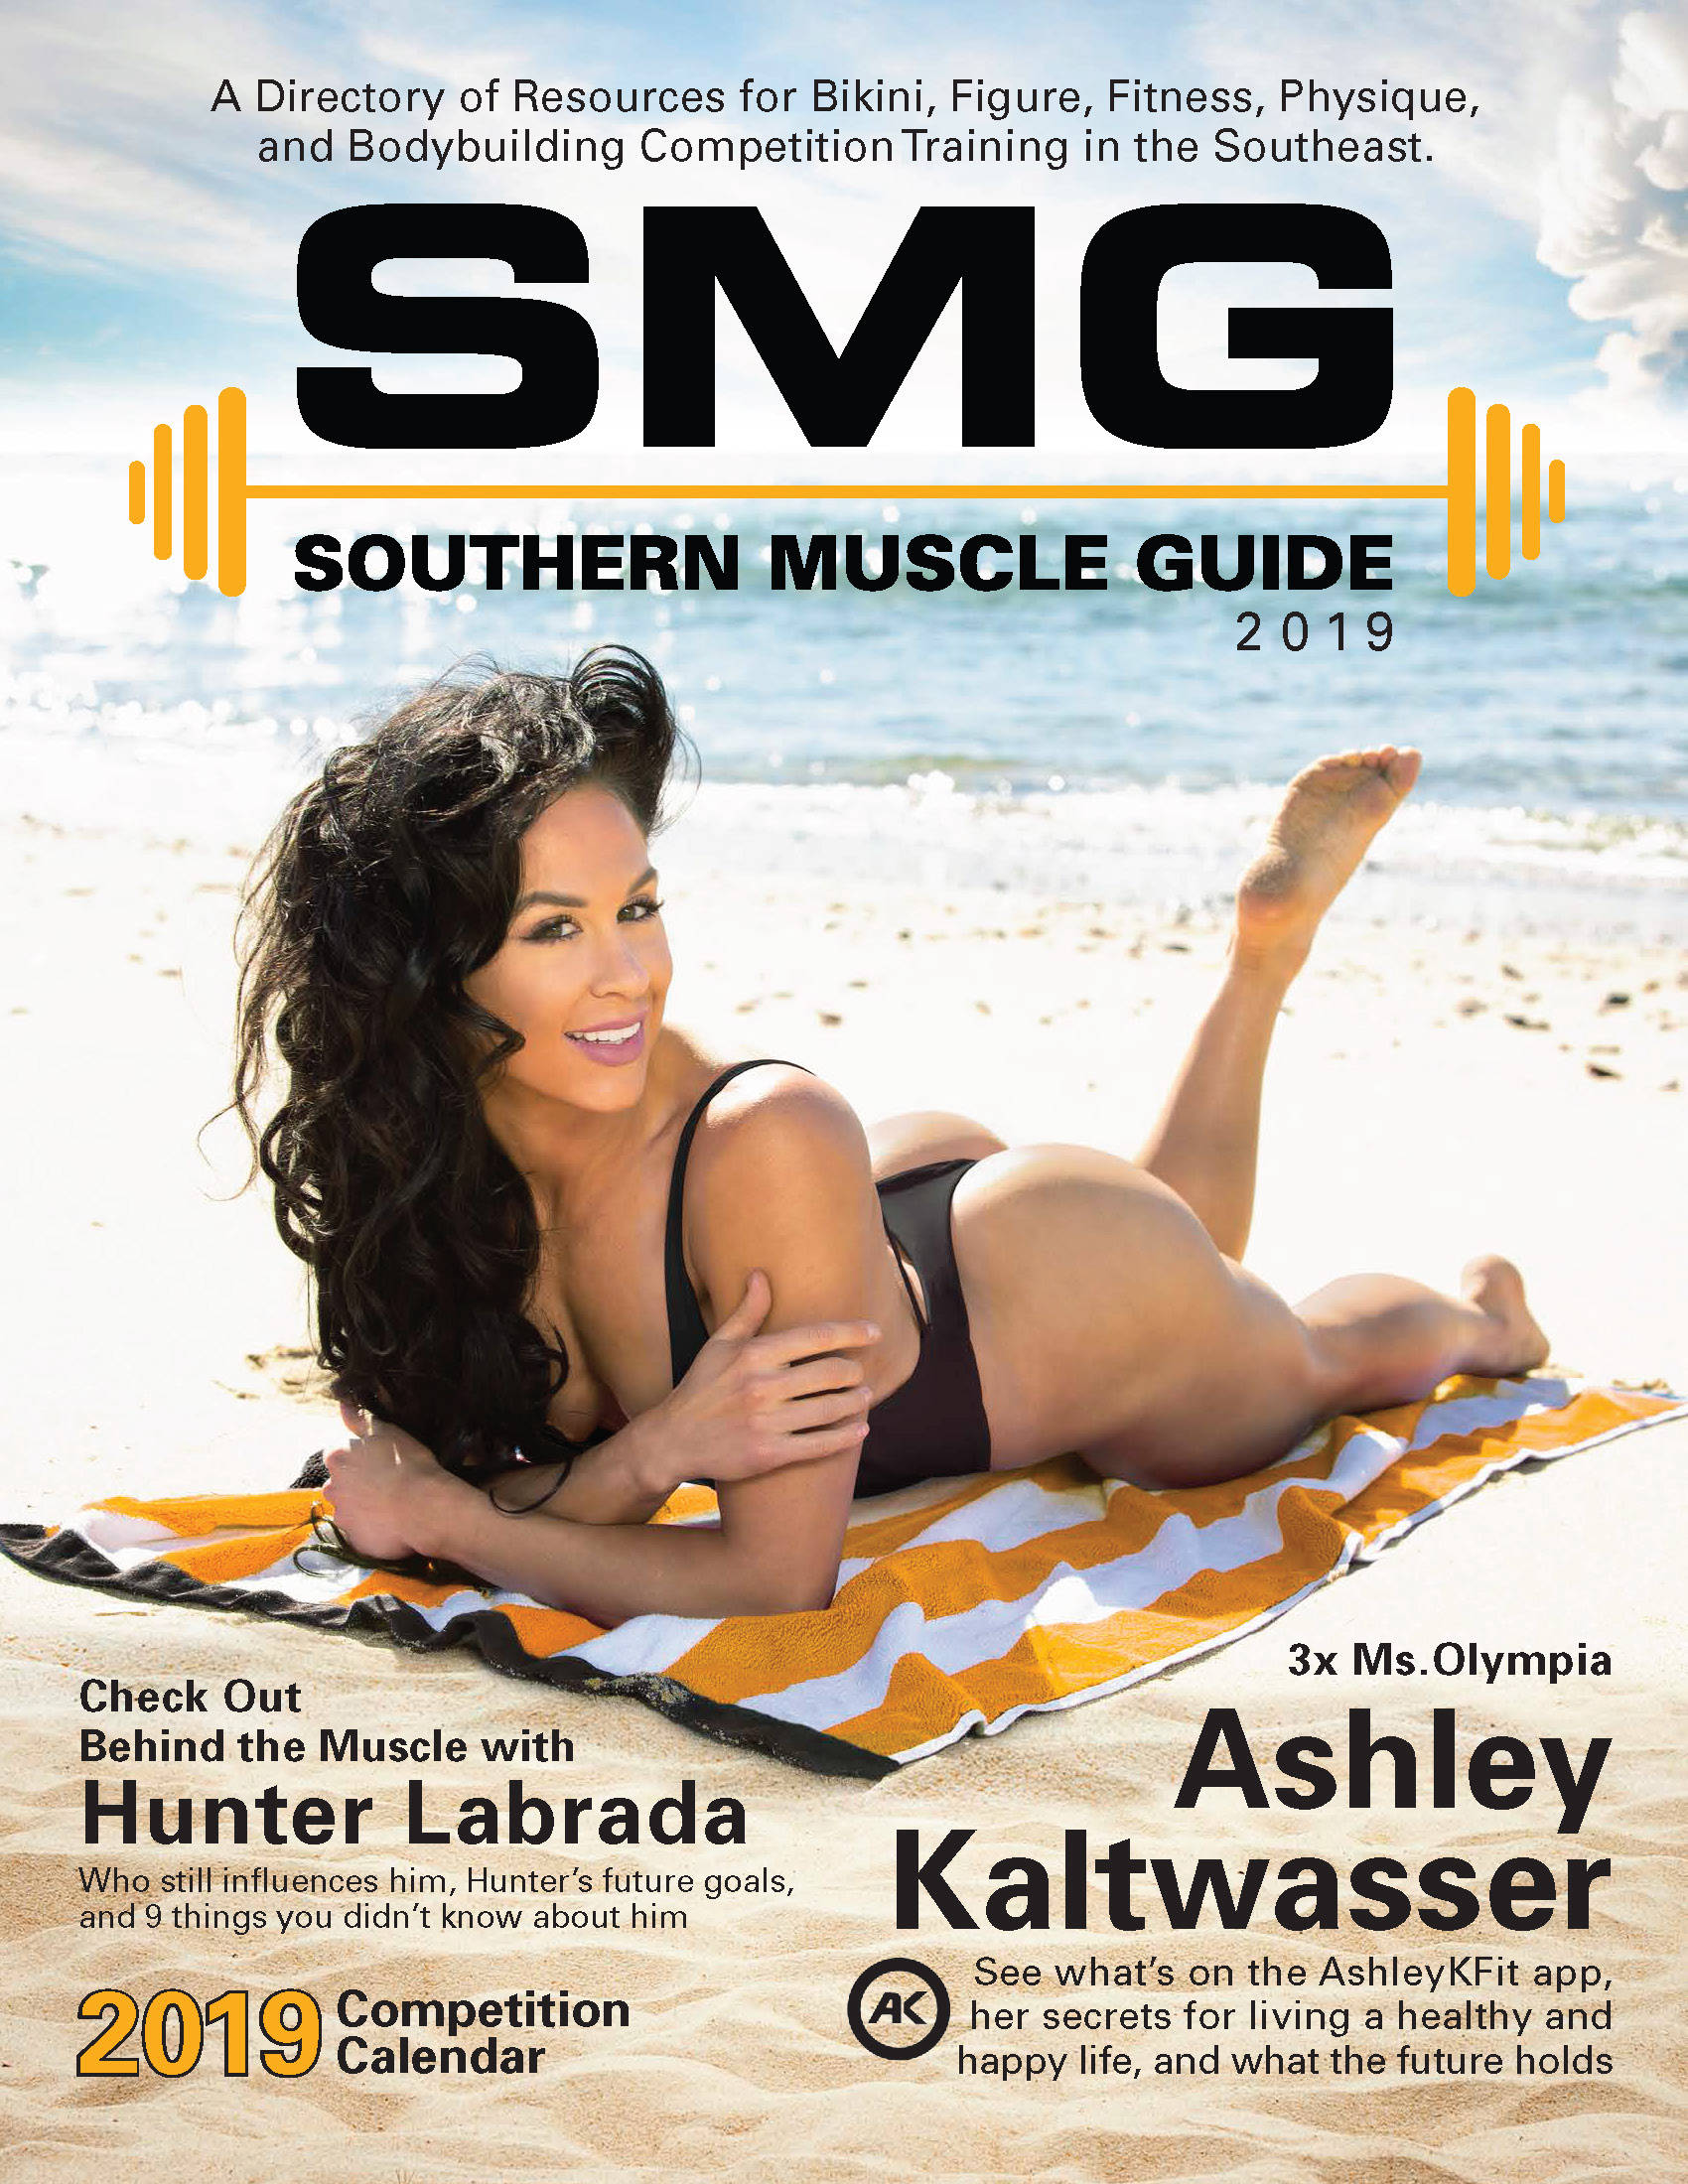 A Directory of Resources for Bikini, Figure, Fitness, Physique,
and Bodybuilding Competition Training in the Southeast.
SMG
SOUTHERN MUSCLE GUIDE
2019
Check Out
Behind the Muscle with
Hunter Labrada
Who still influences him, Hunter's future goals,
and 9 things you didn't know about him
2019 Competition
Calendar
3x Ms.Olympia
Ashley
Kaltwasser
AK
See what's on the AshleyKFit app,
her secrets for living a healthy and
happy life, and what the future holds